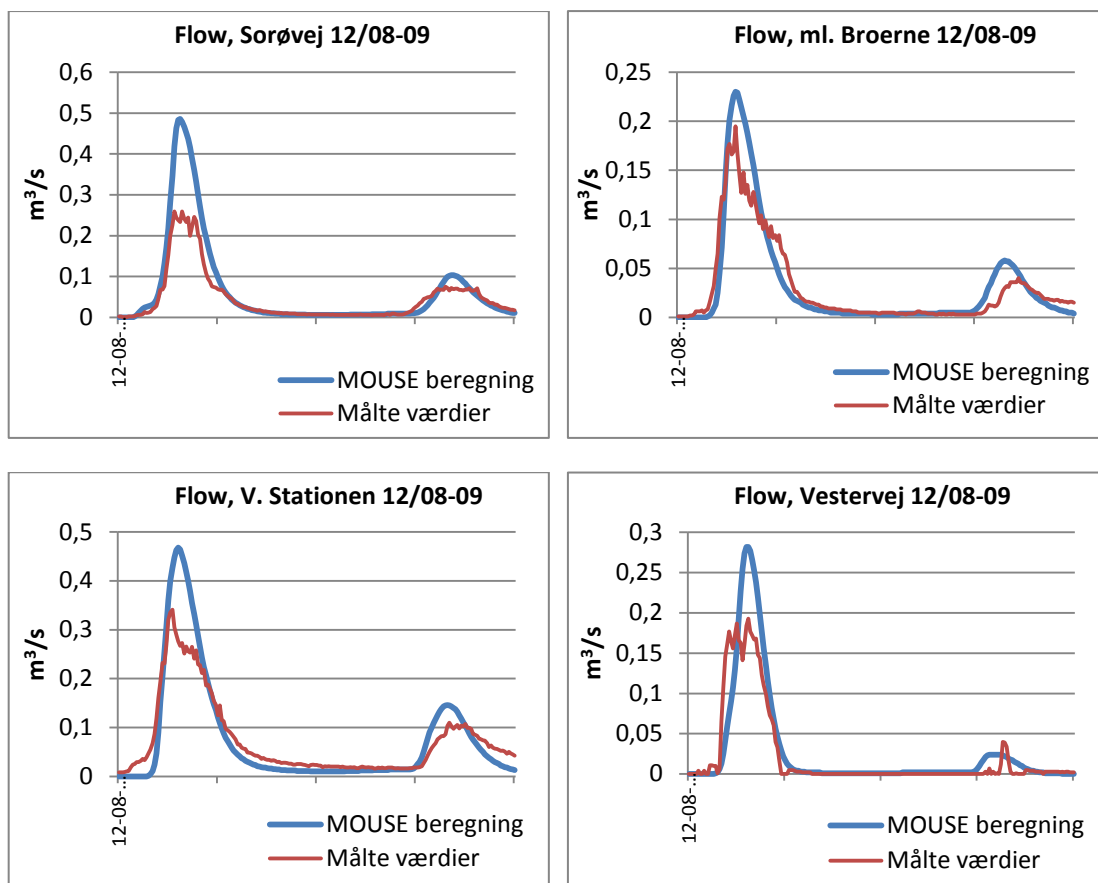 Flow, Sorøvej 12/08-09
0,6
0,5
0,4
0,3
0,2
0,1
0
m³/s
12-08-...
MOUSE beregning
Målte værdier
Flow, ml. Broerne 12/08-09
0,25
0,2
0,15
0,1
0,05
0
m³/s
12-08-...
MOUSE beregning
Målte værdier
Flow, V. Stationen 12/08-09
0,5
0,4
0,3
0,2
0,1
0
m³/s
12-08-...
MOUSE beregning
Målte værdier
Flow, Vestervej 12/08-09
0,3
0,25
0,2
0,15
0,1
0,05
0
m³/s
12-08-...
MOUSE beregning
Målte værdier